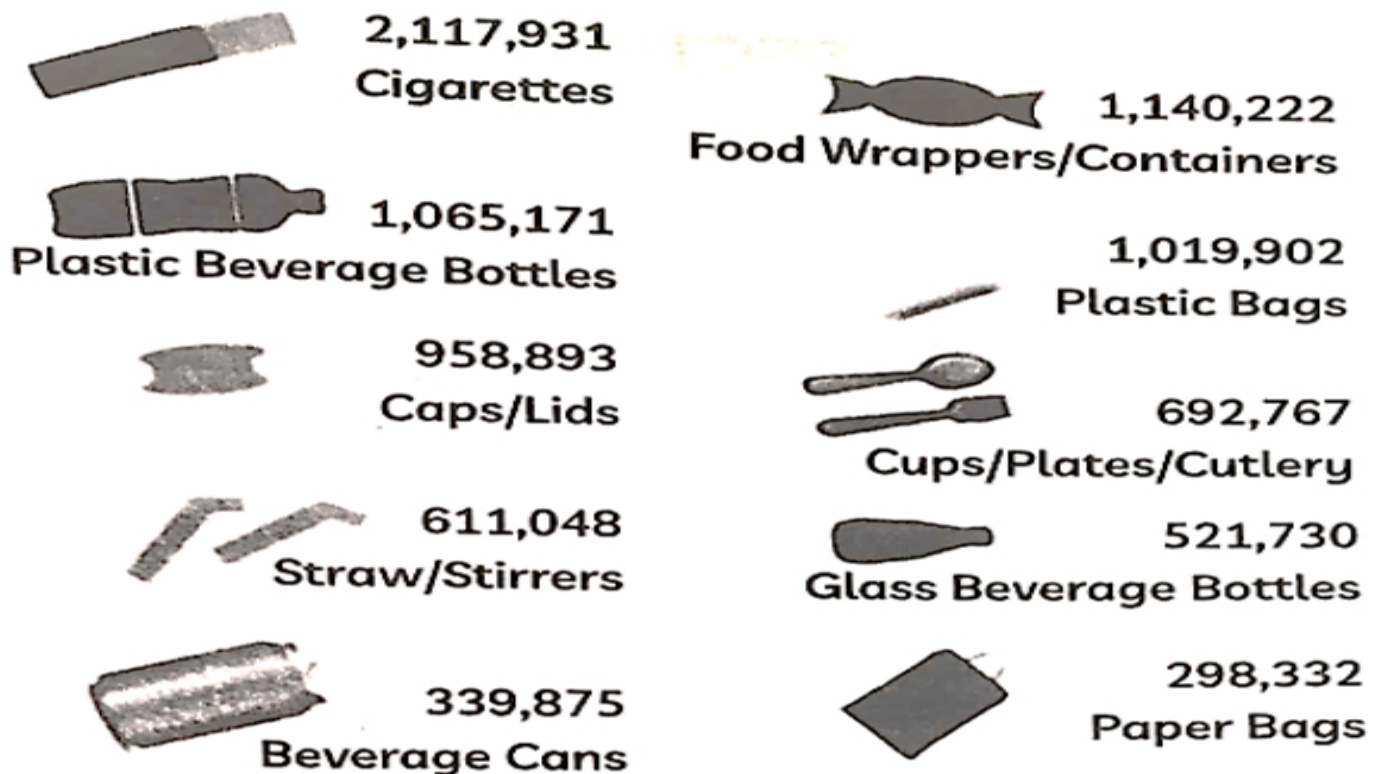 2,117,931
Cigarettes
1,140,222
Food Wrappers/Containers
1,065,171
Plastic Beverage Bottles
1,019,902
Plastic Bags
958,893
Caps/Lids
692,767
Cups/Plates/Cutlery
611,048
Straw/Stirrers
521,730
Glass Beverage Bottles
339,875
Beverage Cans
298,332
Paper Bags